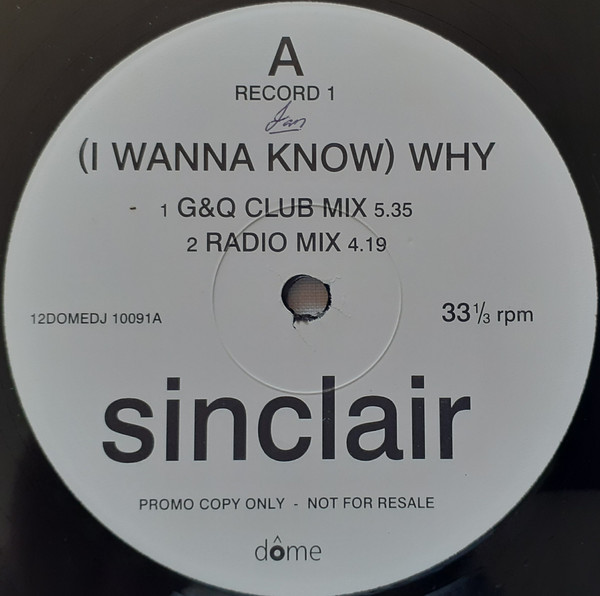 A
RECORD 1
(I WANNA KNOW) WHY
1 G&Q CLUB MIX 5.35
2 RADIO MIX 4.19
12DOMEDJ 10091A
33⅓ rpm
sinclair
PROMO COPY ONLY - NOT FOR RESALE
dôme